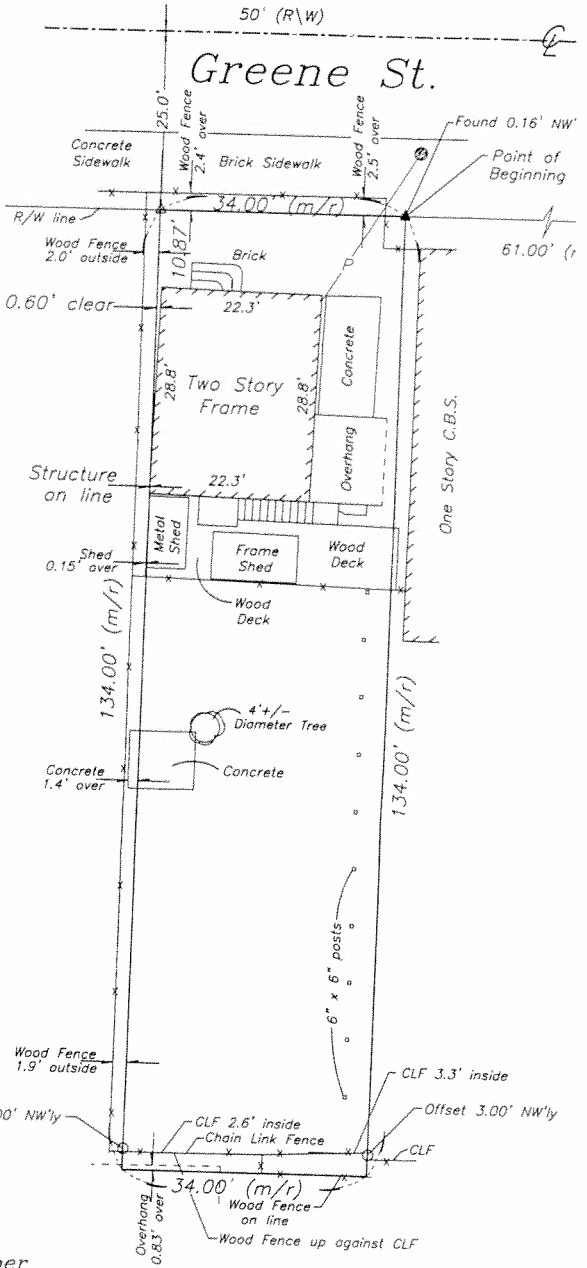 50' (R\W)
℄
Greene St.
25.0'
Wood Fence
2.4' over
Wood Fence
2.5' over
Found 0.16' NW'
Concrete
Sidewalk
Brick Sidewalk
Point of
Beginning
R/W line
34.00' (m/r)
61.00' (r
Wood Fence
2.0' outside
10.87'
Brick
P
0.60' clear
22.3'
28.8'
Two Story
Frame
28.8'
Concrete
Overhang
One Story C.B.S.
Structure
on line
22.3'
Metal
Shed
Shed
0.15' over
Frame
Shed
Wood
Deck
Wood
Deck
134.00' (m/r)
134.00' (m/r)
4'+/-
Diameter Tree
Concrete
1.4' over
Concrete
6" x 6" posts
Wood Fence
1.9' outside
CLF 3.3' inside
00' NW'ly
CLF 2.6' inside
Chain Link Fence
Offset 3.00' NW'ly
CLF
34.00' (m/r)
Wood Fence
on line
Overhang
0.83' over
Wood Fence up against CLF